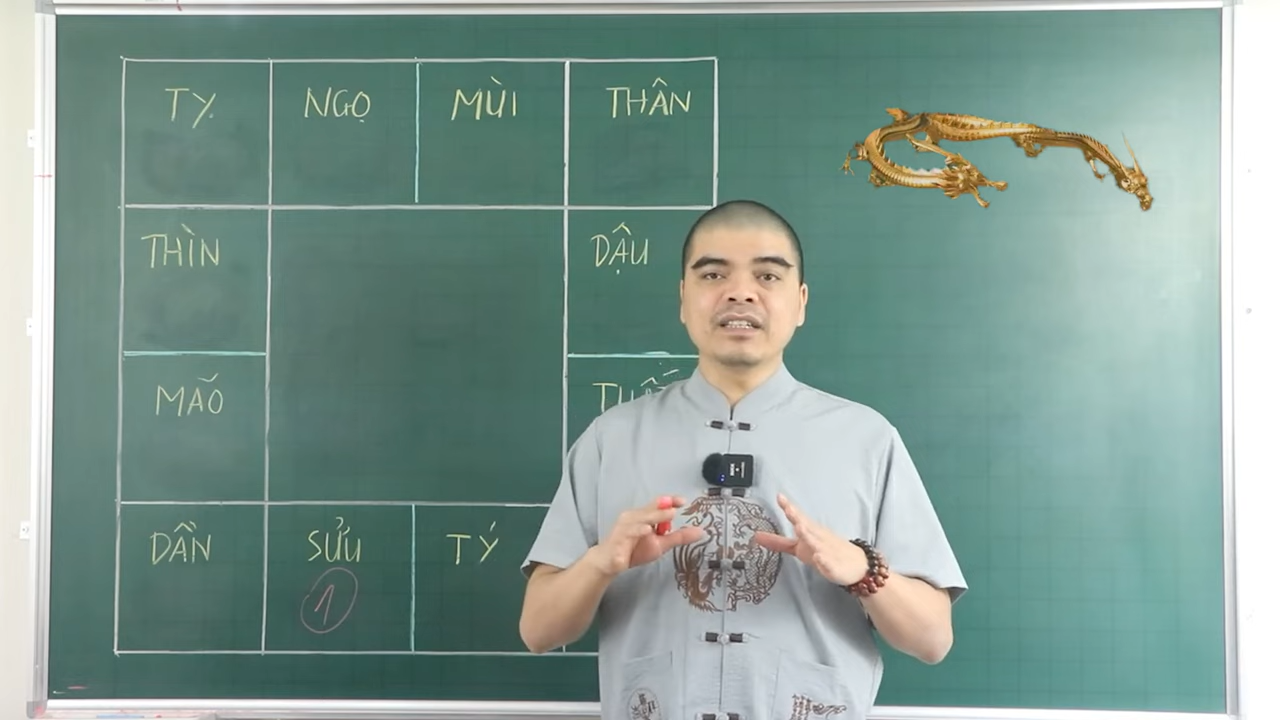 TỴ
NGỌ
MÙI
THÂN
THÌN
DẬU
MÃO
DẦN
SỬU
TÝ
1